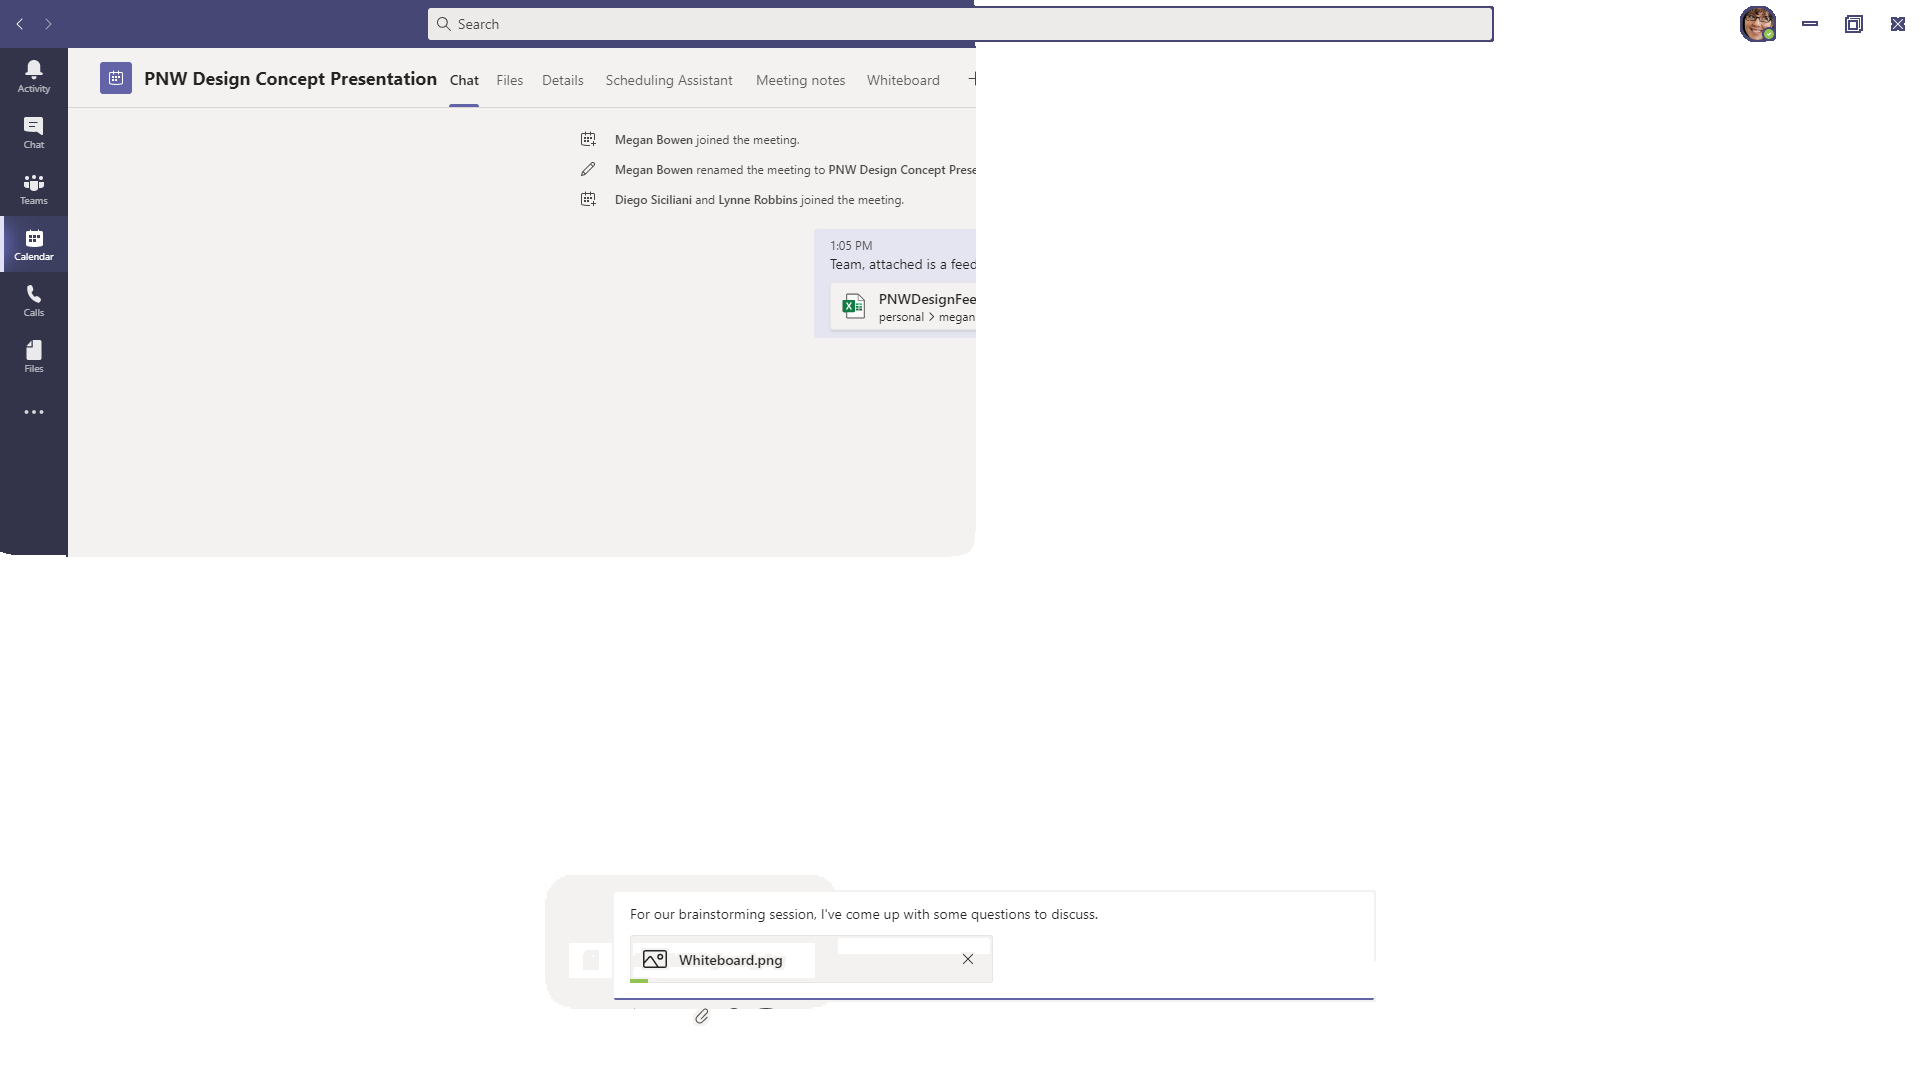 Search
Activity
Chat
Teams
Calendar
Calls
Files
PNW Design Concept Presentation Chat Files Details Scheduling Assistant Meeting notes Whiteboard
Megan Bowen joined the meeting.
Megan Bowen renamed the meeting to PNW Design Concept Prese
Diego Siciliani and Lynne Robbins joined the meeting.
1:05 PM
Team, attached is a feed
PNWDesignFee
personal > megan
For our brainstorming session, I've come up with some questions to discuss.
Whiteboard.png